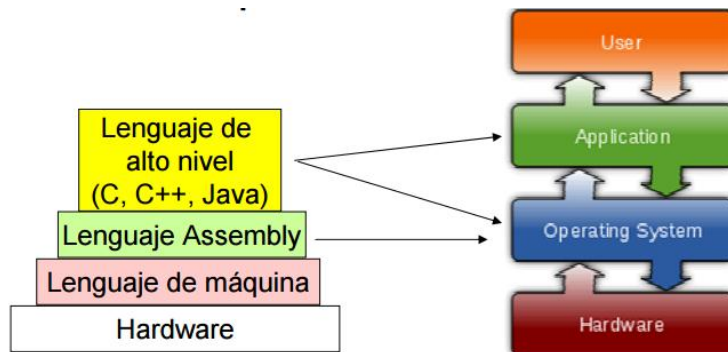 Lenguaje de
alto nivel
(C, C++, Java)
Lenguaje Assembly
Lenguaje de máquina
Hardware
User
Application
Operating System
Hardware